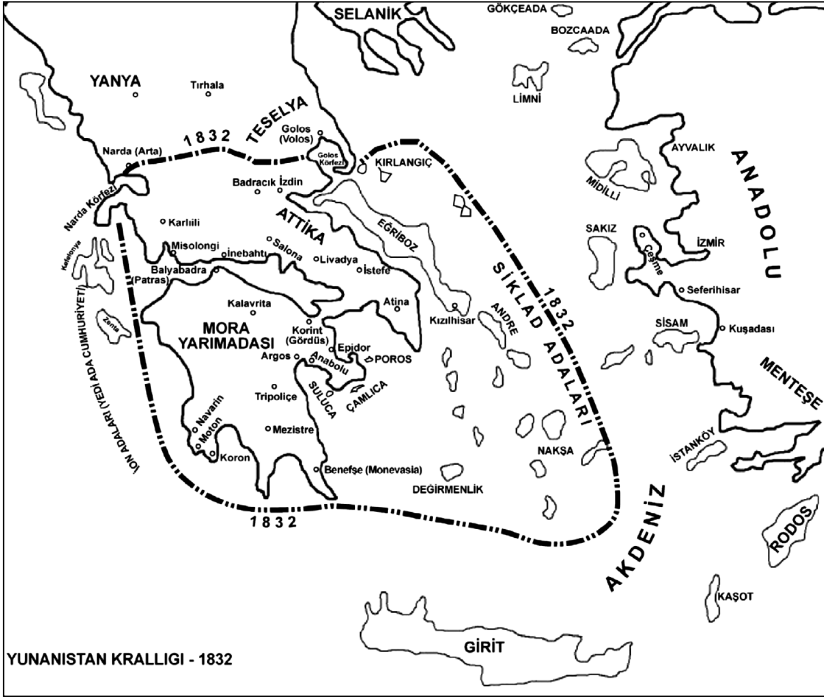 SELANİK
GÖKÇEADA
BOZCAADA
LİMNİ
YANYA
Tırhala
TESELYA
1832
Golos
(Volos)
Golos
Körfezi
KIRLANGIÇ
Narda (Arta)
Narda Körfezi
Badracık
İzdin
AYVALIK
MİDİLLİ
ANADOLU
Karlıili
ATTİKA
EĞRİBOZ
SAKIZ
Çeşme
İZMİR
Kefelonya
Misolongi
İnebahtı
Salona
Livadya
İstefe
Balyabadra
(Patras)
Seferihisar
Zenta
Kalavrita
Atina
Kızılhisar
ANDRE
1832
SİKLAD ADALARI
SİSAM
Kuşadası
MORA
YARIMADASI
Korint
(Gördüs)
Epidor
POROS
Argos
Anabolu
SULUCA
ÇAMLICA
MENTEŞE
İON ADALARI (YEDİ ADA CUMHURİYETİ)
Tripoliçe
Navarin
Moton
Mezistre
Koron
Benefşe (Monevasia)
NAKŞA
DEĞİRMENLİK
İSTANKÖY
1832
AKDENİZ
RODOS
KAŞOT
GİRİT
YUNANISTAN KRALLIGI - 1832